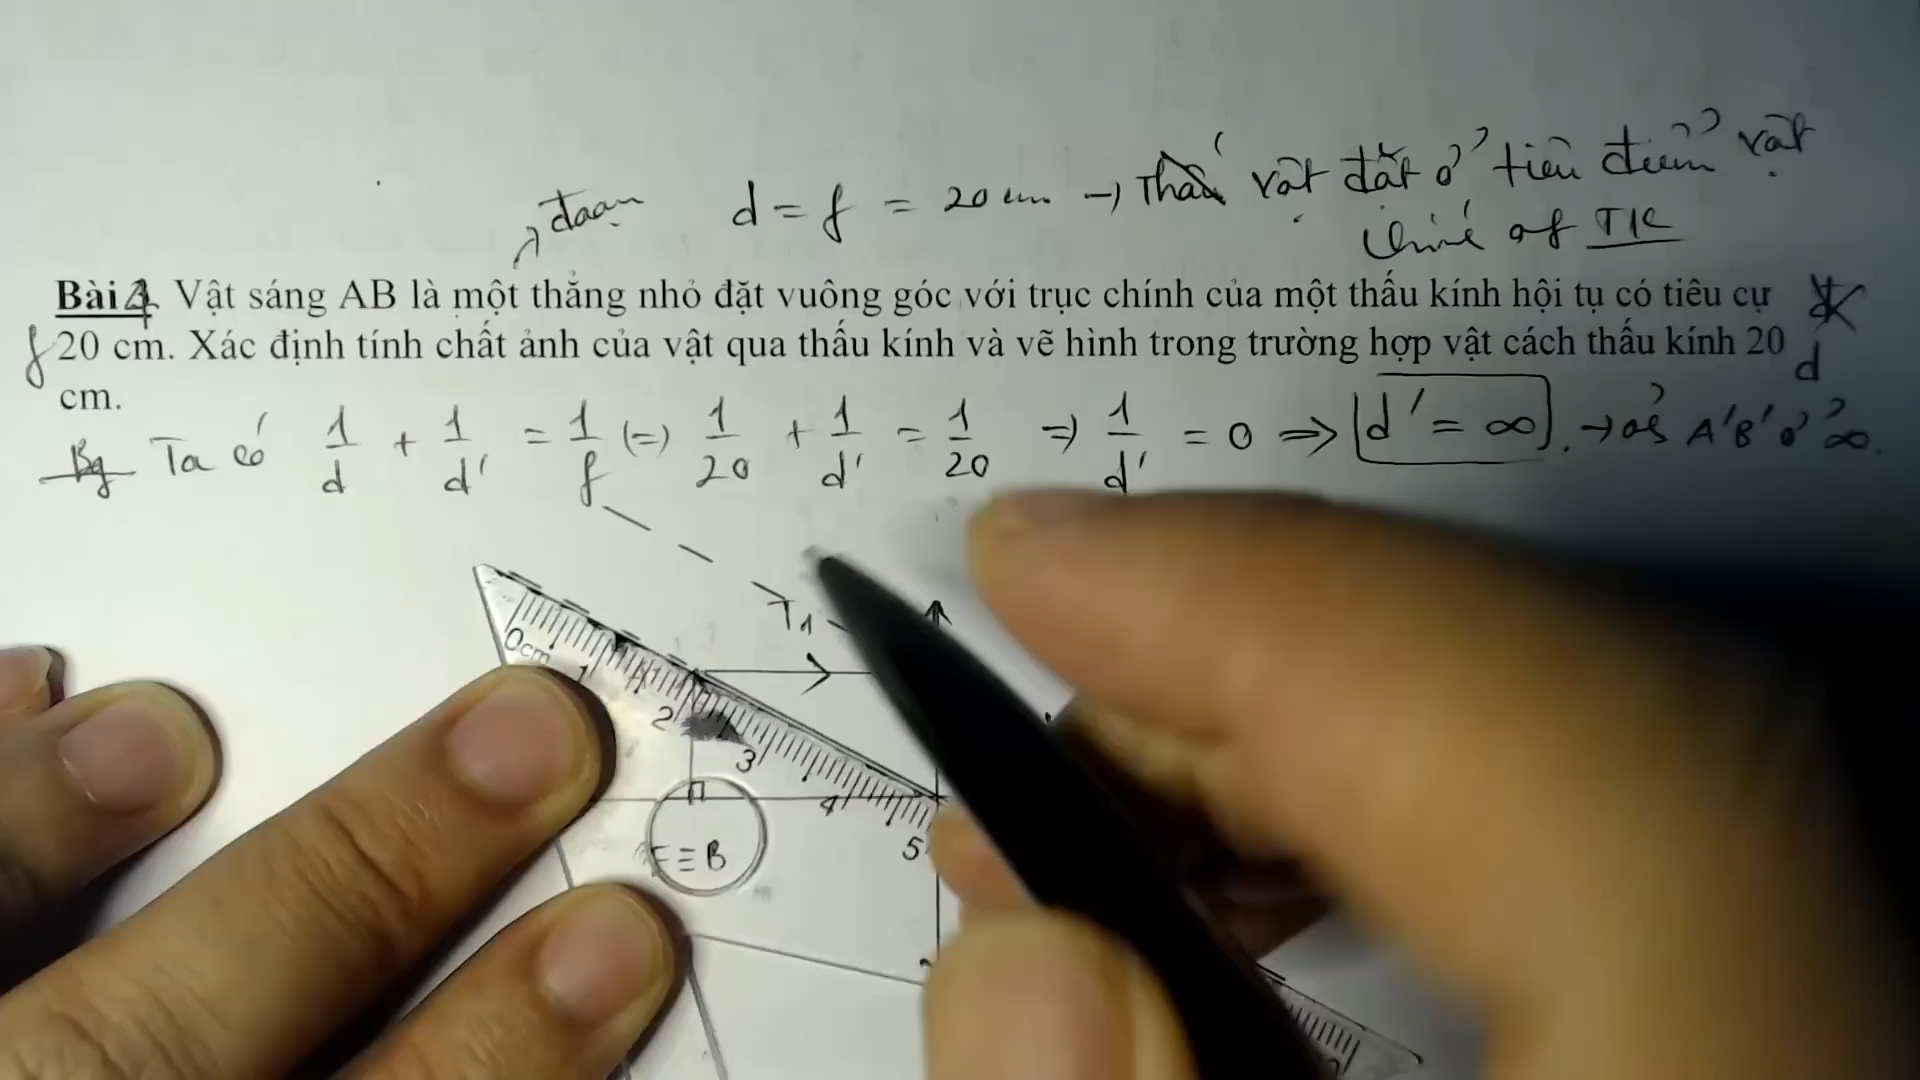 đoạn d = f = 20 cm → vật đặt ở tiêu điểm vật
chính of TK
Bài 4 Vật sáng AB là một thẳng nhỏ đặt vuông góc với trục chính của một thấu kính hội tụ có tiêu cự
f 20 cm. Xác định tính chất ảnh của vật qua thấu kính và vẽ hình trong trường hợp vật cách thấu kính 20
d
cm.
Bg Ta có 1/d + 1/d' = 1/f (=) 1/20 + 1/d' = 1/20 => 1/d' = 0 => d' = ∞. → ảs A'B' ở ∞.
T1
0cm 1 2 3 4 5
F ≡ B